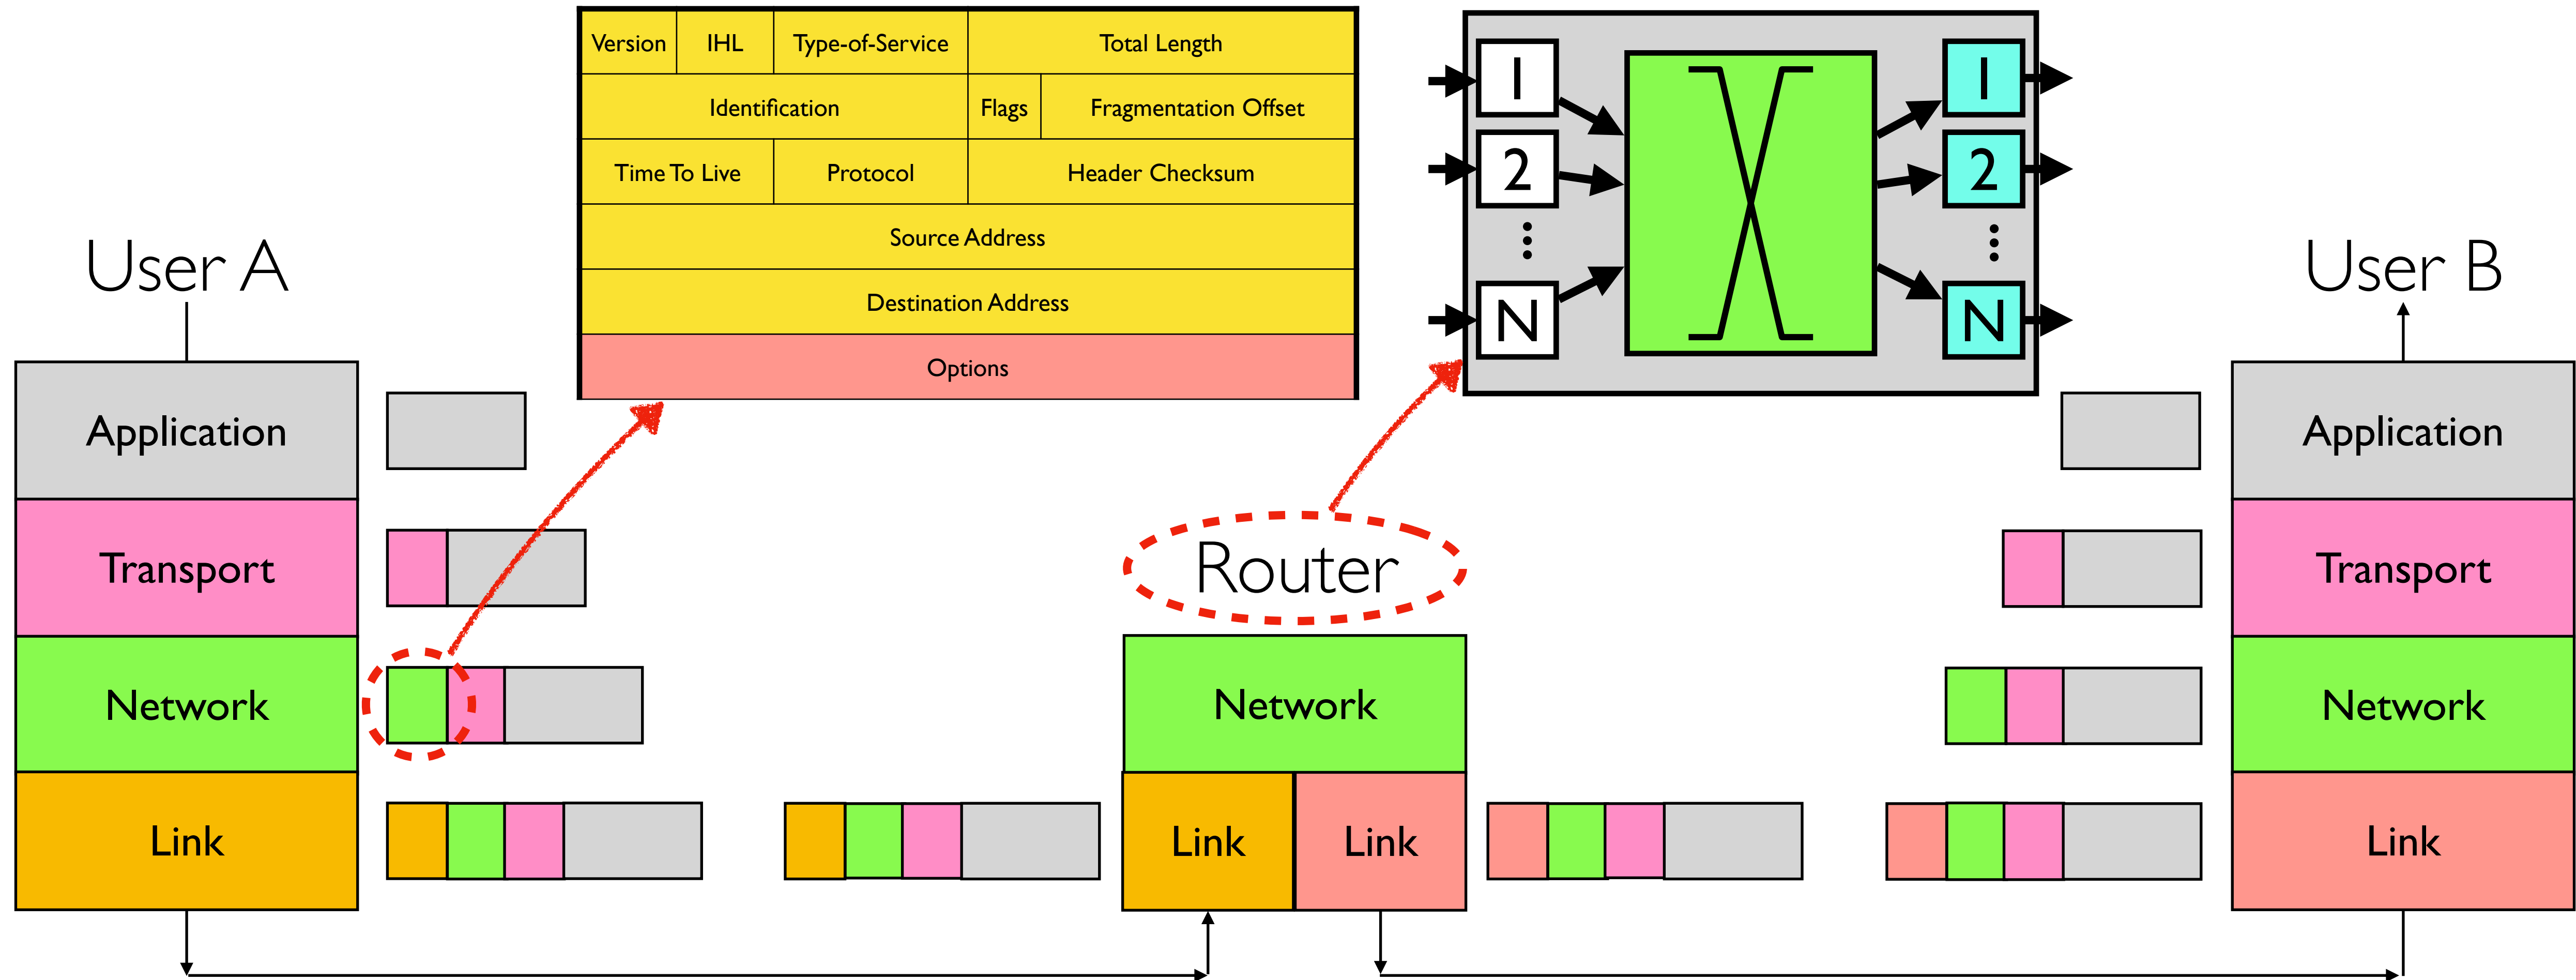 Version IHL Type-of-Service Total Length
Identification Flags Fragmentation Offset
Time To Live Protocol Header Checksum
Source Address
Destination Address
Options
1 1
2 2
N N
User A
User B
Application
Transport
Network
Link
Router
Network
Link Link
Application
Transport
Network
Link